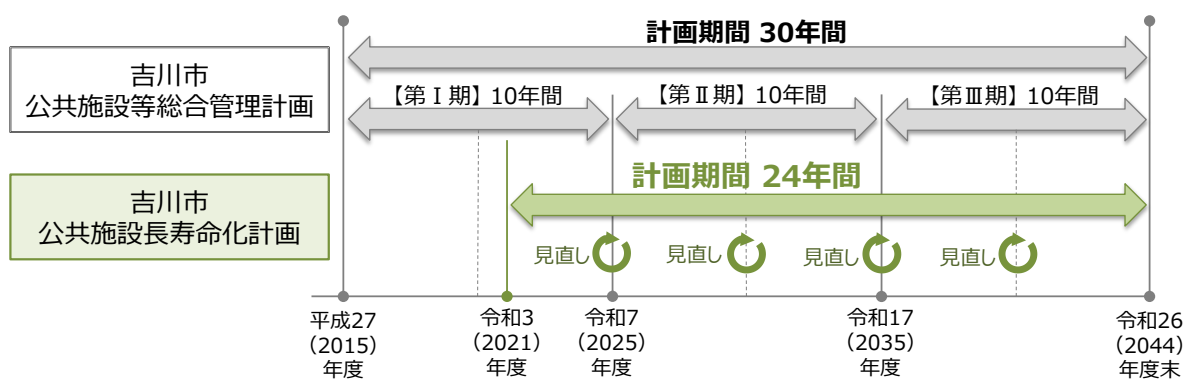 計画期間 30年間
吉川市
公共施設等総合管理計画
【第Ⅰ期】10年間
【第Ⅱ期】10年間
【第Ⅲ期】10年間
計画期間 24年間
吉川市
公共施設長寿命化計画
見直し
見直し
見直し
見直し
平成27
（2015）
年度
令和3
（2021）
年度
令和7
（2025）
年度
令和17
（2035）
年度
令和26
（2044）
年度末